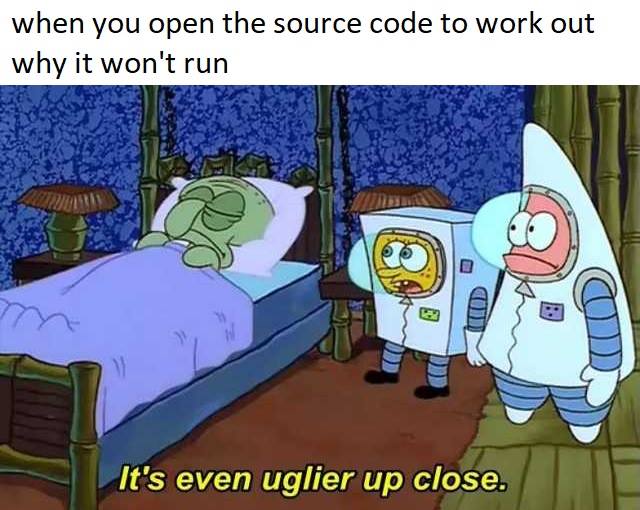 when you open the source code to work out
why it won't run
It's even uglier up close.